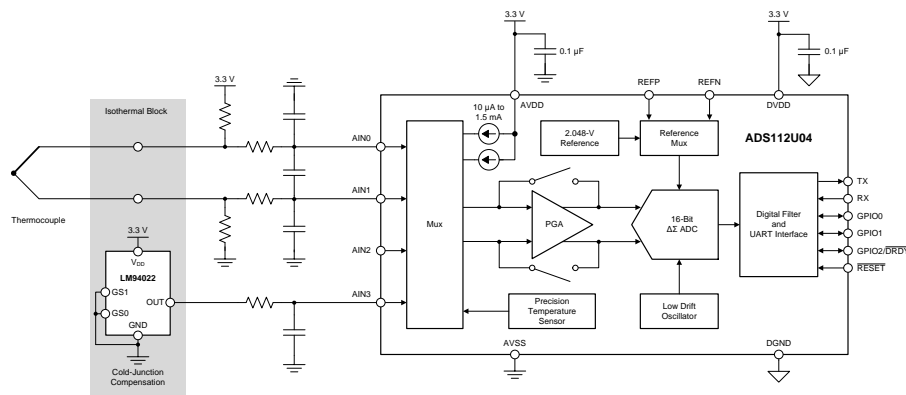 3.3 V
3.3 V
0.1 µF
0.1 µF
3.3 V
Isothermal Block
REFP
REFN
10 µA to
1.5 mA
AVDD
DVDD
2.048-V
Reference
Reference
Mux
ADS112U04
AIN0
AIN1
Thermocouple
Mux
PGA
16-Bit
ΔΣ ADC
Digital Filter
and
UART Interface
TX
RX
GPIO0
GPIO1
GPIO2/DRDY
RESET
3.3 V
VDD
LM94022
GS1
GS0
OUT
GND
AIN2
AIN3
Precision
Temperature
Sensor
Low Drift
Oscillator
AVSS
DGND
Cold-Junction
Compensation